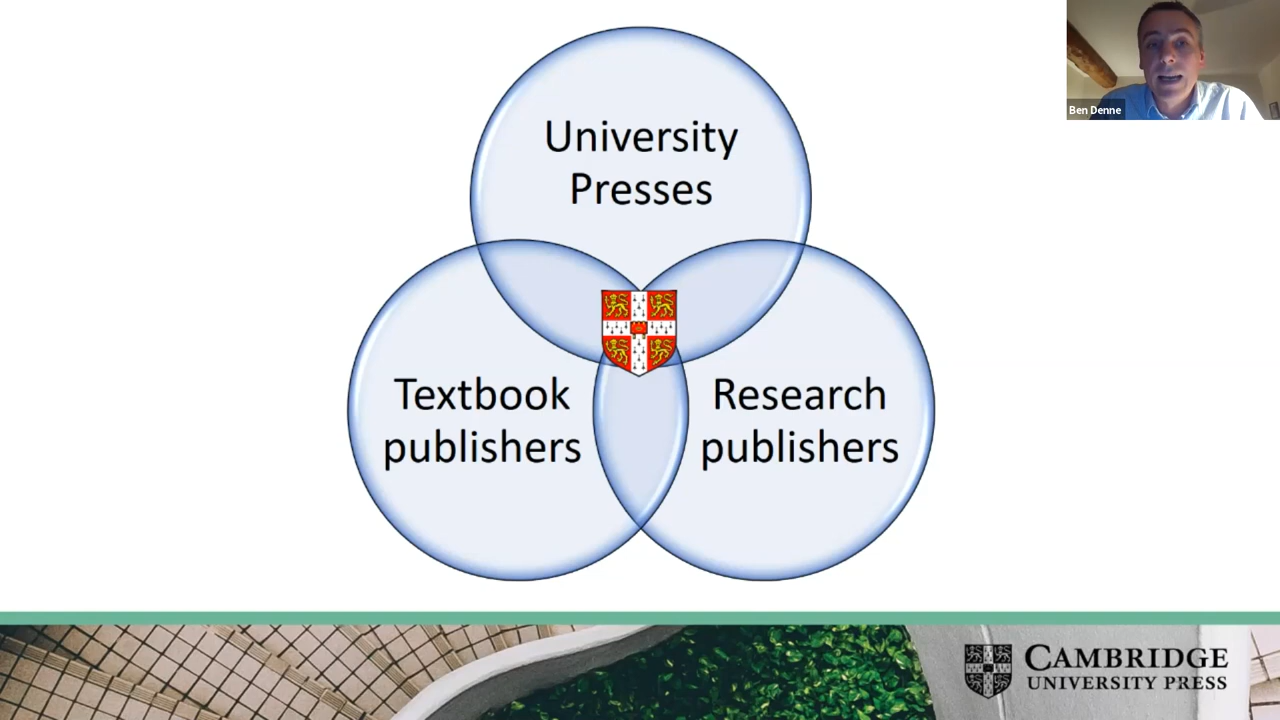 Ben Denne
University
Presses
Textbook
publishers
Research
publishers
CAMBRIDGE
UNIVERSITY PRESS